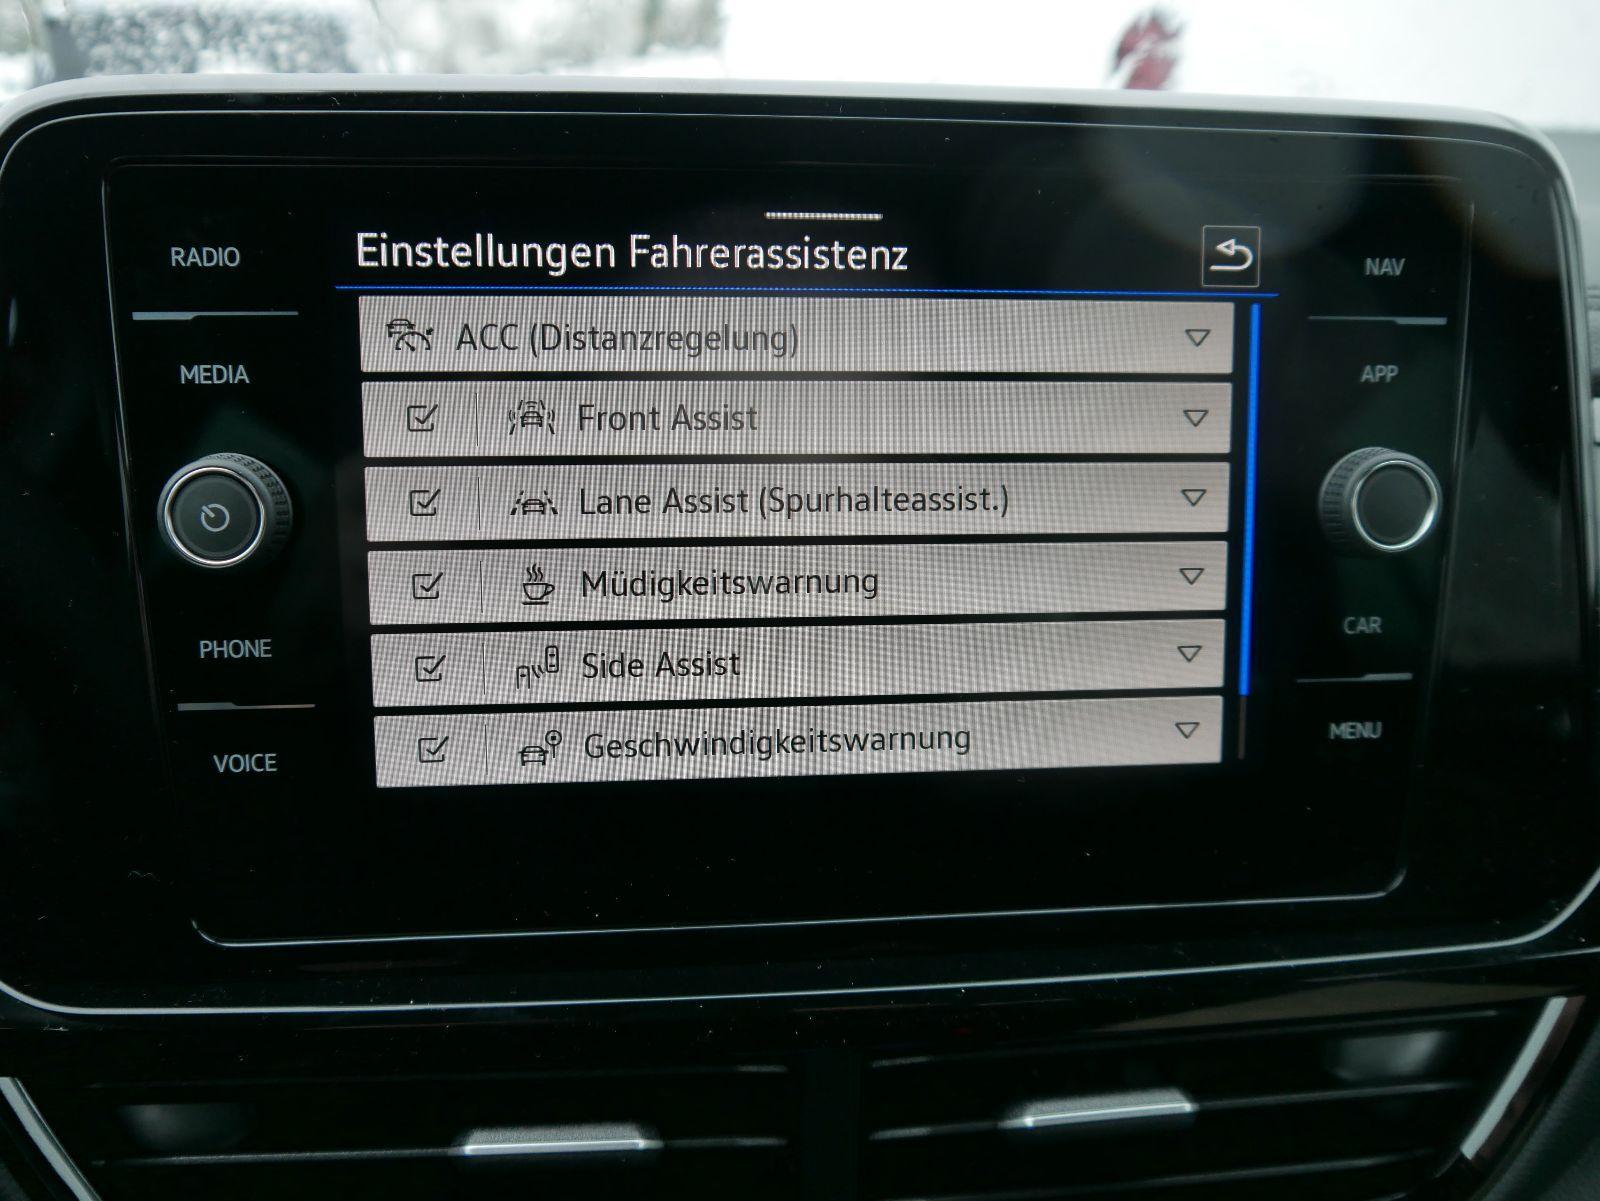 RADIO
MEDIA
PHONE
VOICE
Einstellungen Fahrerassistenz
ACC (Distanzregelung)
Front Assist
Lane Assist (Spurhalteassist.)
Müdigkeitswarnung
Side Assist
Geschwindigkeitswarnung
NAV
APP
CAR
MENU